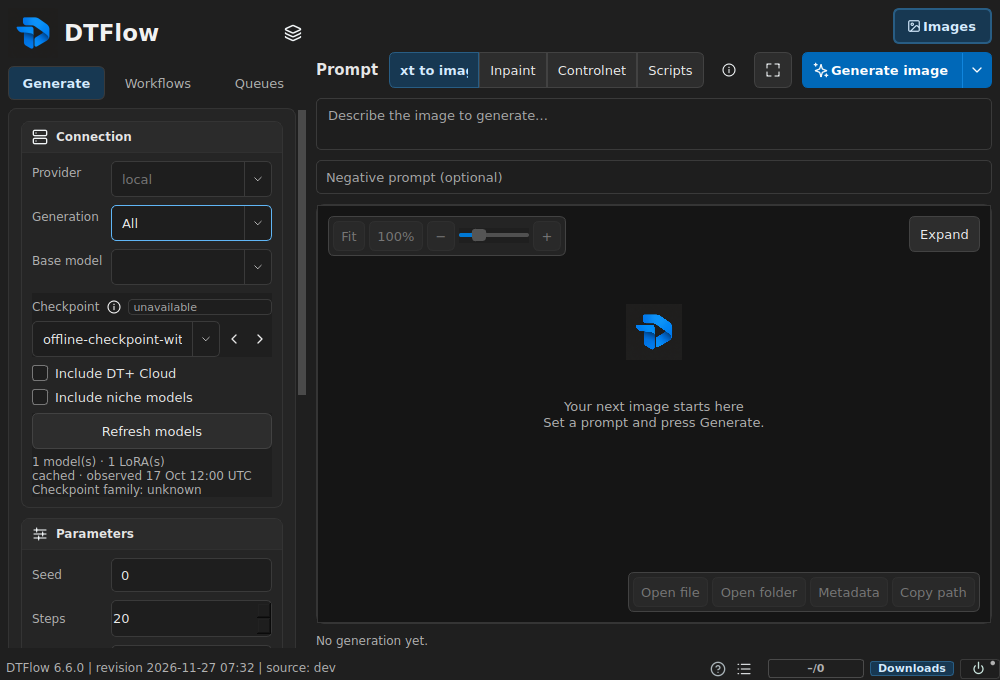 DTFlow
Images
Generate
Workflows
Queues
Prompt
xt to imag
Inpaint
Controlnet
Scripts
Generate image
Describe the image to generate…
Negative prompt (optional)
Connection
Provider
local
Generation
All
Base model
Checkpoint
unavailable
offline-checkpoint-wit
Include DT+ Cloud
Include niche models
Refresh models
1 model(s) · 1 LoRA(s)
cached · observed 17 Oct 12:00 UTC
Checkpoint family: unknown
Parameters
Seed
0
Steps
20
Fit
100%
−
+
Expand
Your next image starts here
Set a prompt and press Generate.
Open file
Open folder
Metadata
Copy path
No generation yet.
DTFlow 6.6.0 | revision 2026-11-27 07:32 | source: dev
–/0
Downloads